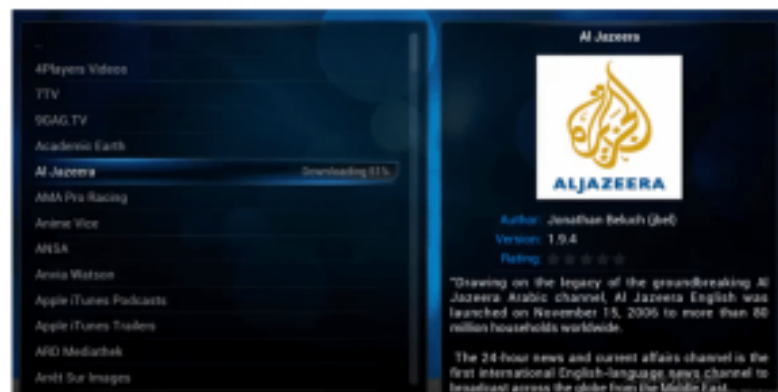 ..
4Players Videos
7TV
9GAG.TV
Academic Earth
Al Jazeera
Downloading 81%
AMA Pro Racing
Anime Vice
ANSA
Annia Watson
Apple iTunes Podcasts
Apple iTunes Trailers
ARD Mediathek
Arrêt Sur Images
Al Jazeera
الجزيرة
ALJAZEERA
Author: Jonathan Beluch (jbel)
Version: 1.9.4
Rating:
"Drawing on the legacy of the groundbreaking Al
Jazeera Arabic channel, Al Jazeera English was
launched on November 15, 2006 to more than 80
million households worldwide.
The 24-hour news and current affairs channel is the
first international English-language news channel to
broadcast across the globe from the Middle East.